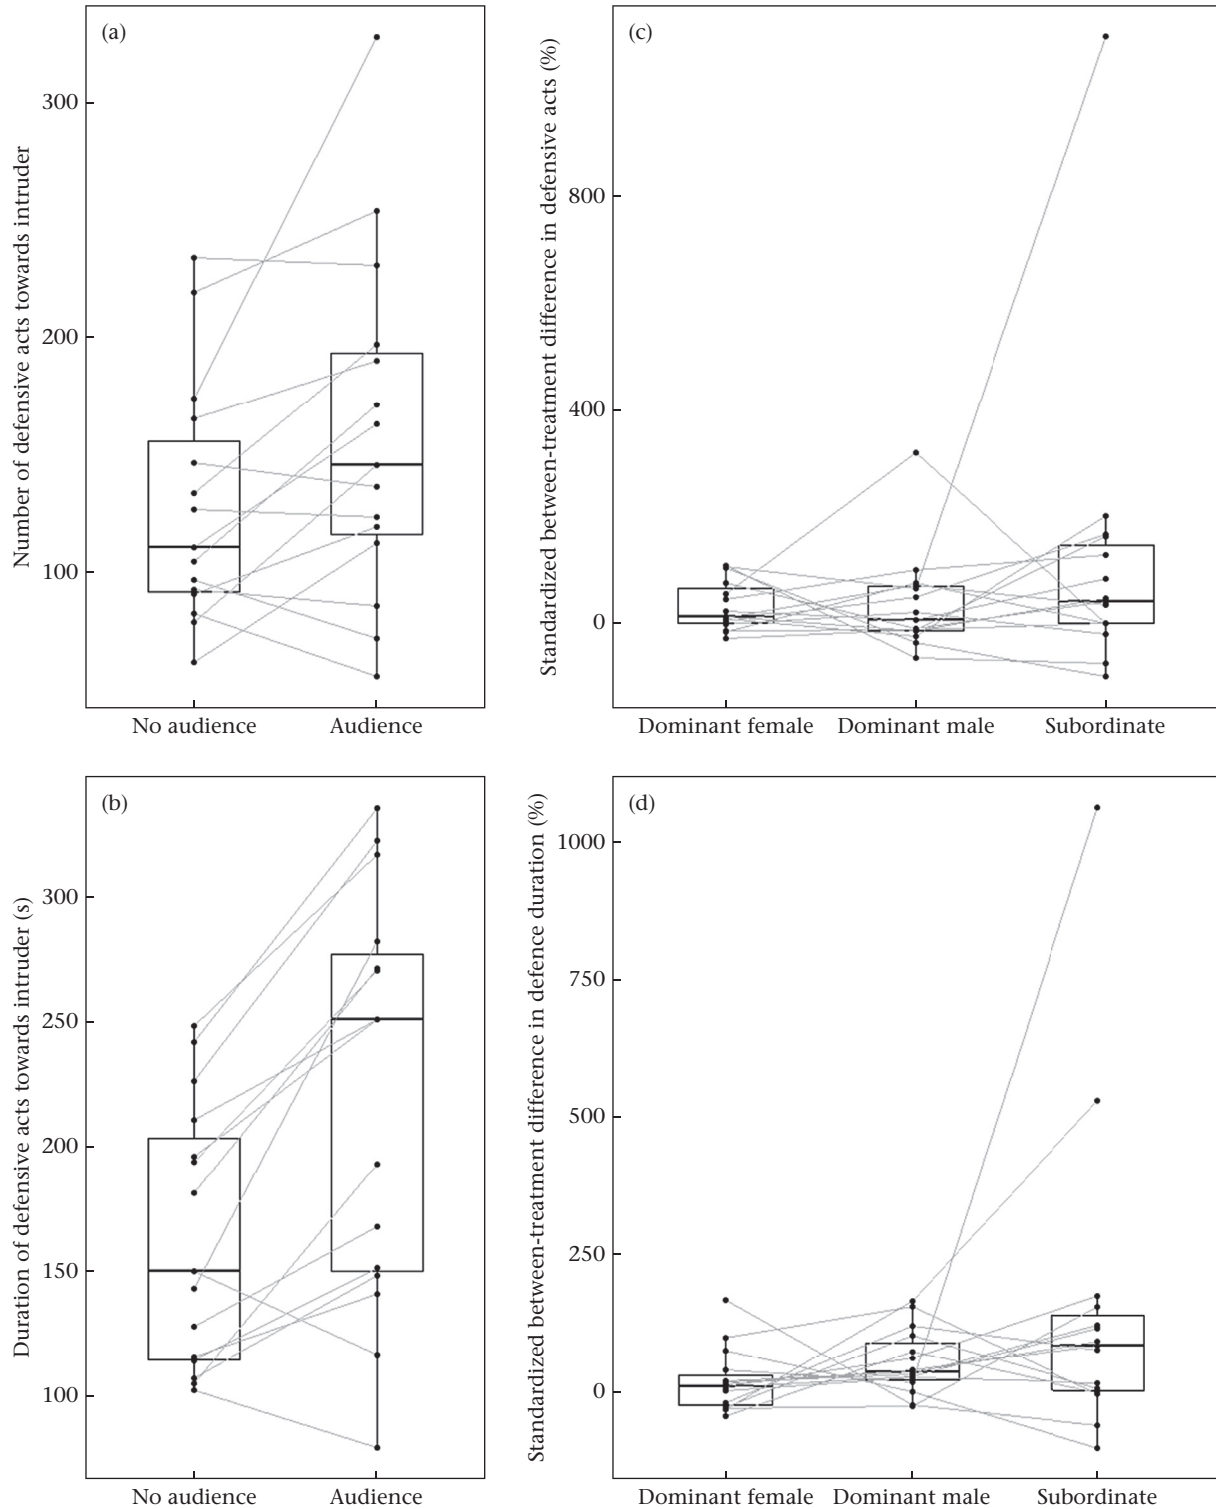 (a)
Number of defensive acts towards intruder
300
200
100
No audience
Audience
(c)
Standardized between-treatment difference in defensive acts (%)
800
400
0
Dominant female
Dominant male
Subordinate
(b)
Duration of defensive acts towards intruder (s)
300
250
200
150
100
No audience
Audience
(d)
Standardized between-treatment difference in defence duration (%)
1000
750
500
250
0
Dominant female
Dominant male
Subordinate